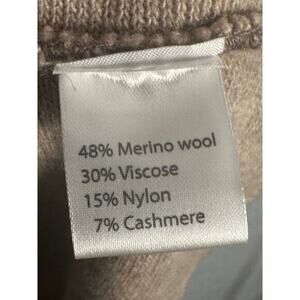 48% Merino wool
30% Viscose
15% Nylon
7% Cashmere